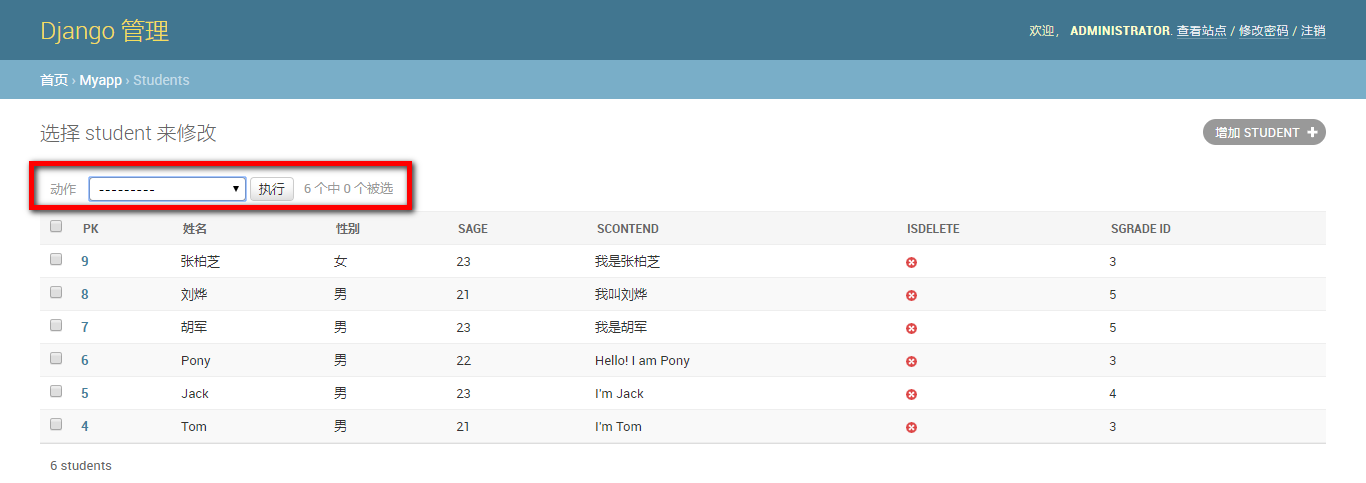 Django 管理
欢迎， ADMINISTRATOR. 查看站点 / 修改密码 / 注销
首页 › Myapp › Students
选择 student 来修改
增加 STUDENT
动作 --------- 执行 6 个中 0 个被选
PK 姓名 性别 SAGE SCONTEND ISDELETE SGRADE ID
9 张柏芝 女 23 我是张柏芝 3
8 刘烨 男 21 我叫刘烨 5
7 胡军 男 23 我是胡军 5
6 Pony 男 22 Hello! I am Pony 3
5 Jack 男 23 I'm Jack 4
4 Tom 男 21 I'm Tom 3
6 students